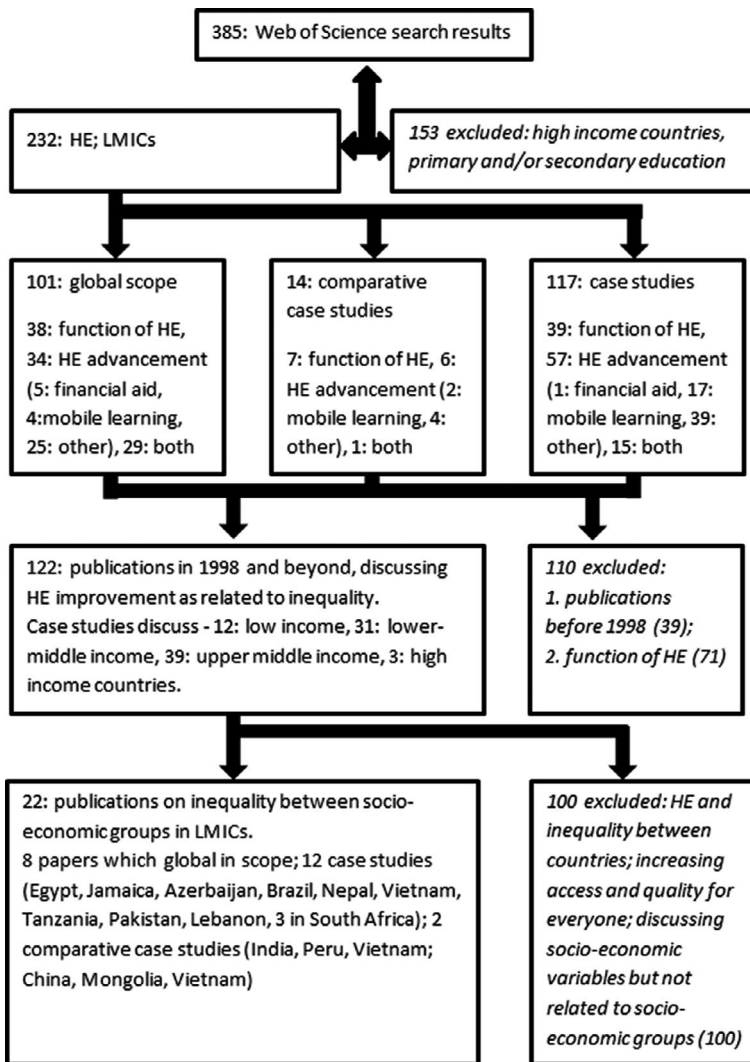 385: Web of Science search results
232: HE; LMICs
153 excluded: high income countries,
primary and/or secondary education
101: global scope
38: function of HE,
34: HE advancement
(5: financial aid,
4:mobile learning,
25: other), 29: both
14: comparative
case studies
7: function of HE, 6:
HE advancement (2:
mobile learning, 4:
other), 1: both
117: case studies
39: function of HE,
57: HE advancement
(1: financial aid, 17:
mobile learning, 39:
other), 15: both
122: publications in 1998 and beyond, discussing
HE improvement as related to inequality.
Case studies discuss - 12: low income, 31: lower-
middle income, 39: upper middle income, 3: high
income countries.
110 excluded:
1. publications
before 1998 (39);
2. function of HE (71)
22: publications on inequality between socio-
economic groups in LMICs.
8 papers which global in scope; 12 case studies
(Egypt, Jamaica, Azerbaijan, Brazil, Nepal, Vietnam,
Tanzania, Pakistan, Lebanon, 3 in South Africa); 2
comparative case studies (India, Peru, Vietnam;
China, Mongolia, Vietnam)
100 excluded: HE and
inequality between
countries; increasing
access and quality for
everyone; discussing
socio-economic
variables but not
related to socio-
economic groups (100)